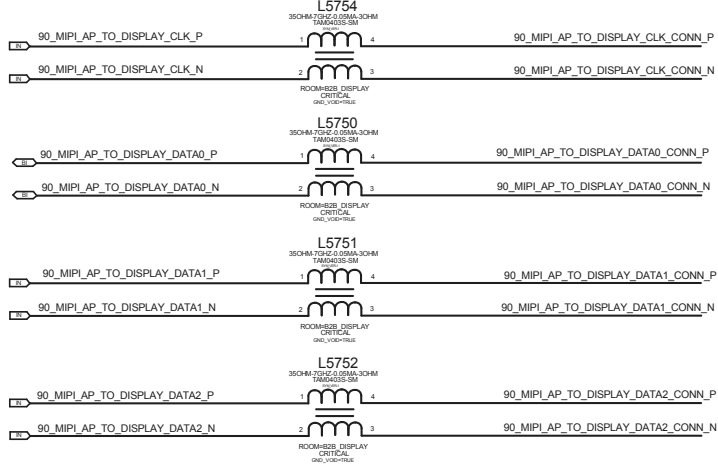 L5754
35OHM-7GHZ-0.05MA-3OHM
TAM0403S-SM
90_MIPI_AP_TO_DISPLAY_CLK_P 1 4 90_MIPI_AP_TO_DISPLAY_CLK_CONN_P
IN
90_MIPI_AP_TO_DISPLAY_CLK_N 2 3 90_MIPI_AP_TO_DISPLAY_CLK_CONN_N
IN
ROOM=B2B_DISPLAY
CRITICAL
GND_VOID=TRUE
L5750
35OHM-7GHZ-0.05MA-3OHM
TAM0403S-SM
90_MIPI_AP_TO_DISPLAY_DATA0_P 1 4 90_MIPI_AP_TO_DISPLAY_DATA0_CONN_P
BI
90_MIPI_AP_TO_DISPLAY_DATA0_N 2 3 90_MIPI_AP_TO_DISPLAY_DATA0_CONN_N
BI
ROOM=B2B_DISPLAY
CRITICAL
GND_VOID=TRUE
L5751
35OHM-7GHZ-0.05MA-3OHM
TAM0403S-SM
90_MIPI_AP_TO_DISPLAY_DATA1_P 1 4 90_MIPI_AP_TO_DISPLAY_DATA1_CONN_P
IN
90_MIPI_AP_TO_DISPLAY_DATA1_N 2 3 90_MIPI_AP_TO_DISPLAY_DATA1_CONN_N
IN
ROOM=B2B_DISPLAY
CRITICAL
GND_VOID=TRUE
L5752
35OHM-7GHZ-0.05MA-3OHM
TAM0403S-SM
90_MIPI_AP_TO_DISPLAY_DATA2_P 1 4 90_MIPI_AP_TO_DISPLAY_DATA2_CONN_P
IN
90_MIPI_AP_TO_DISPLAY_DATA2_N 2 3 90_MIPI_AP_TO_DISPLAY_DATA2_CONN_N
IN
ROOM=B2B_DISPLAY
CRITICAL
GND_VOID=TRUE